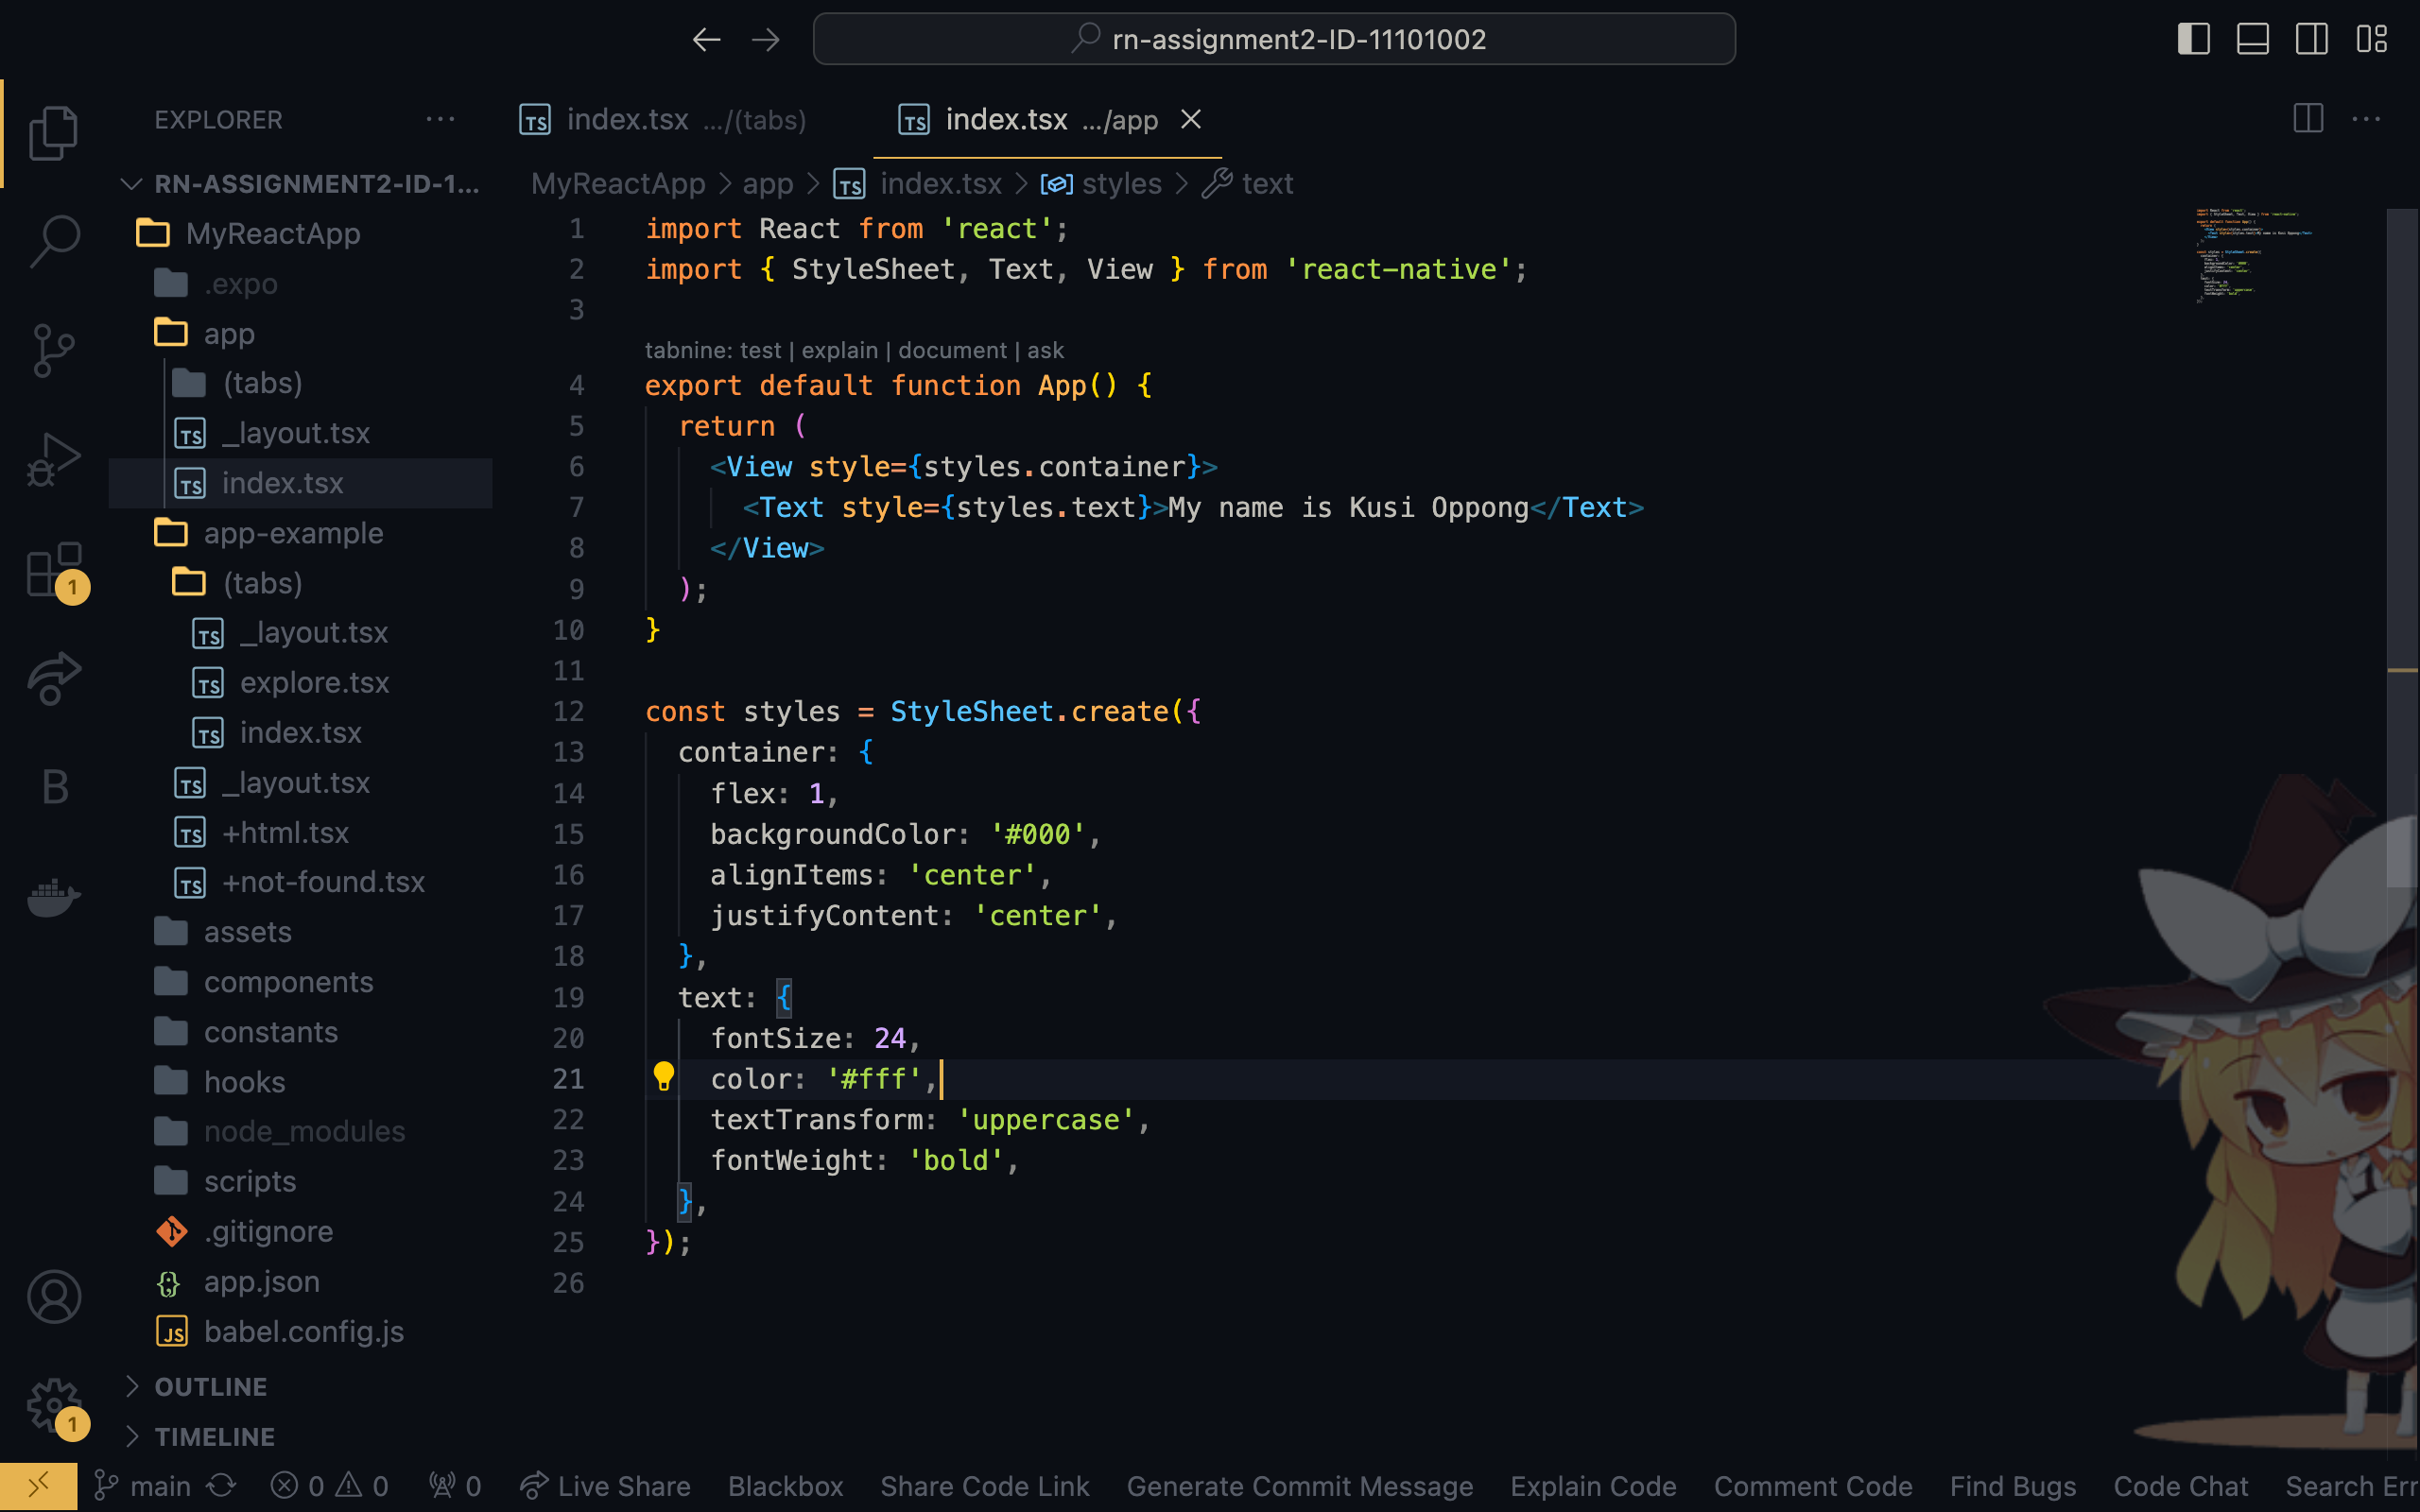 rn-assignment2-ID-11101002
EXPLORER
RN-ASSIGNMENT2-ID-1...
MyReactApp
.expo
app
(tabs)
_layout.tsx
index.tsx
app-example
(tabs)
_layout.tsx
explore.tsx
index.tsx
_layout.tsx
+html.tsx
+not-found.tsx
assets
components
constants
hooks
node_modules
scripts
.gitignore
app.json
babel.config.js
OUTLINE
TIMELINE
B
1
1
TS index.tsx .../(tabs)
TS index.tsx .../app
MyReactApp > app > TS index.tsx > styles > text
1 import React from 'react';
2 import { StyleSheet, Text, View } from 'react-native';
3
tabnine: test | explain | document | ask
4 export default function App() {
5 return (
6 <View style={styles.container}>
7 <Text style={styles.text}>My name is Kusi Oppong</Text>
8 </View>
9 );
10 }
11
12 const styles = StyleSheet.create({
13 container: {
14 flex: 1,
15 backgroundColor: '#000',
16 alignItems: 'center',
17 justifyContent: 'center',
18 },
19 text: {
20 fontSize: 24,
21 color: '#fff',
22 textTransform: 'uppercase',
23 fontWeight: 'bold',
24 },
25 });
26
main 0 0 0 Live Share Blackbox Share Code Link Generate Commit Message Explain Code Comment Code Find Bugs Code Chat Search Err